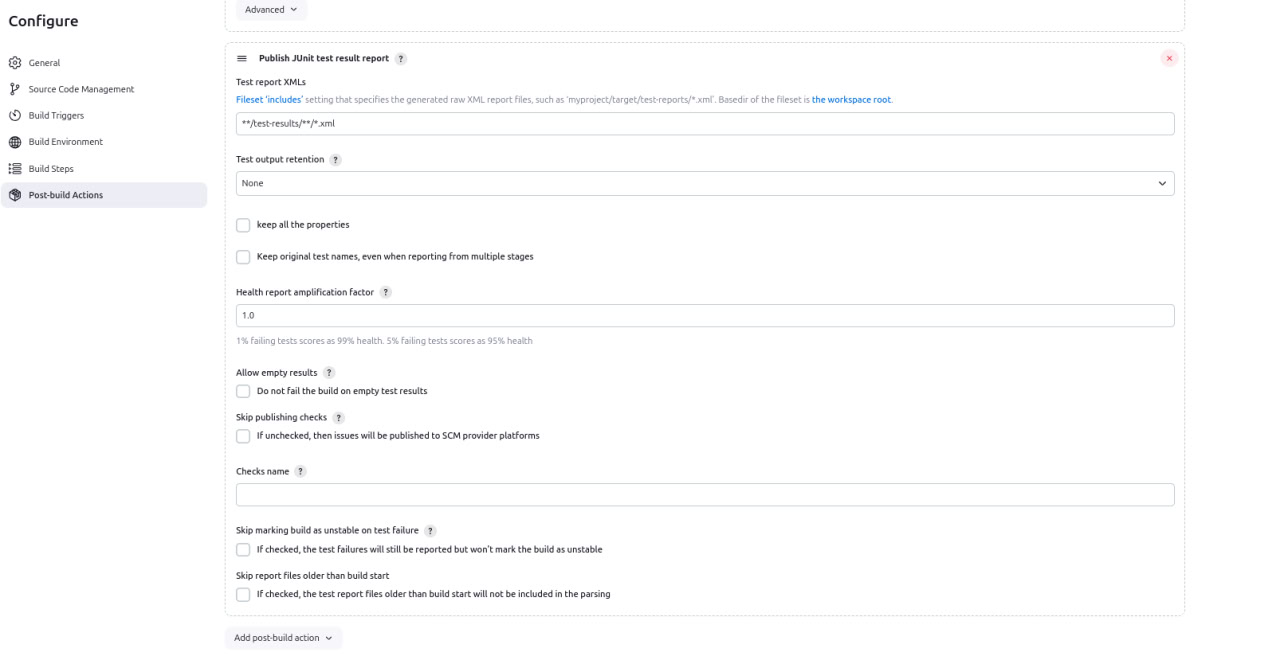 Configure
General
Source Code Management
Build Triggers
Build Environment
Build Steps
Post-build Actions
Advanced
Publish JUnit test result report ?
Test report XMLs
Fileset 'includes' setting that specifies the generated raw XML report files, such as 'myproject/target/test-reports/*.xml'. Basedir of the fileset is the workspace root.
**/test-results/**/*.xml
Test output retention ?
None
keep all the properties
Keep original test names, even when reporting from multiple stages
Health report amplification factor ?
1.0
1% failing tests scores as 99% health. 5% failing tests scores as 95% health
Allow empty results ?
Do not fail the build on empty test results
Skip publishing checks ?
If unchecked, then issues will be published to SCM provider platforms
Checks name ?
Skip marking build as unstable on test failure ?
If checked, the test failures will still be reported but won't mark the build as unstable
Skip report files older than build start
If checked, the test report files older than build start will not be included in the parsing
Add post-build action